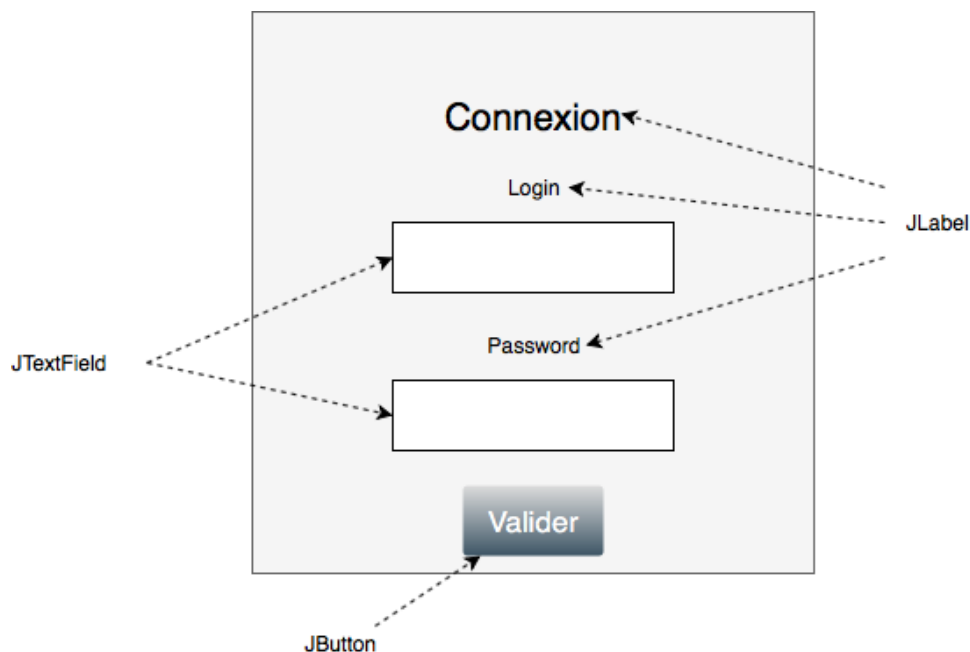 Connexion
Login
JLabel
Password
JTextField
Valider
JButton